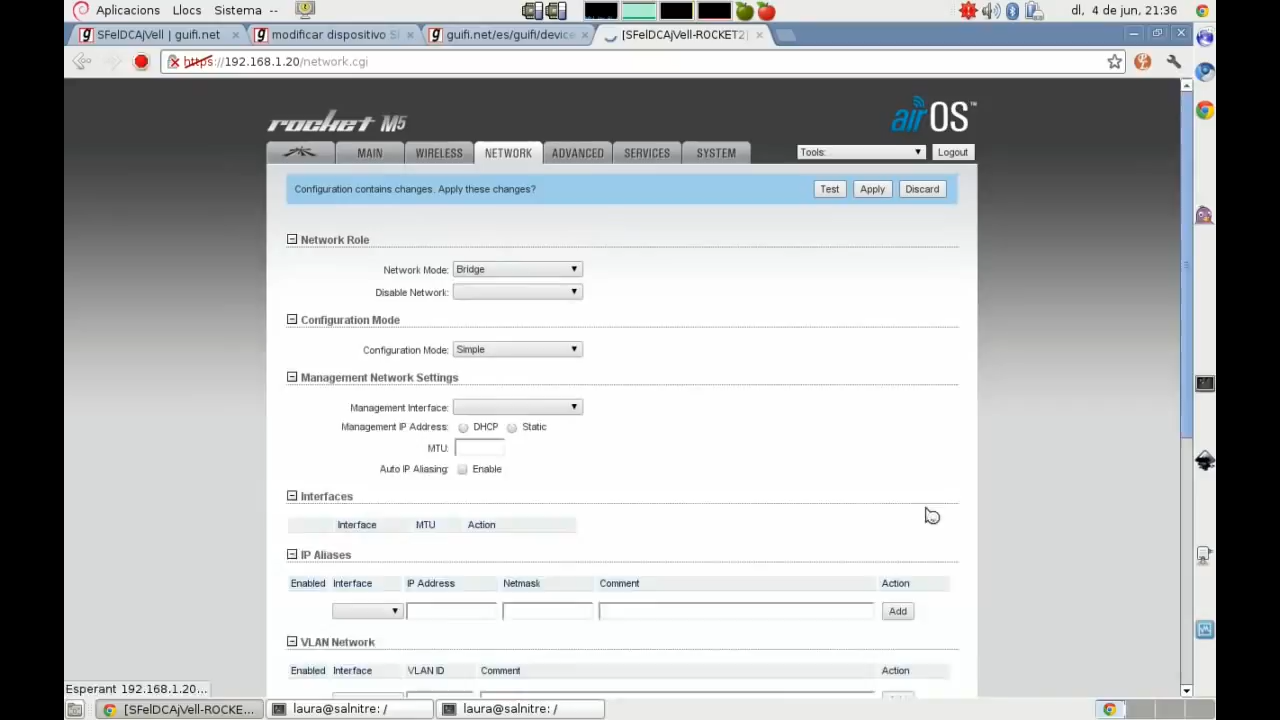 Aplicacions Llocs Sistema -- dl, 4 de jun, 21:36
SFelDCAjVell | guifi.net × modificar dispositivo SF × guifi.net/es/guifi/device × [SFelDCAjVell-ROCKET2] ×
https://192.168.1.20/network.cgi
rocket M5 airOS™
MAIN WIRELESS NETWORK ADVANCED SERVICES SYSTEM Tools: Logout
Configuration contains changes. Apply these changes? Test Apply Discard
Network Role
Network Mode: Bridge
Disable Network:
Configuration Mode
Configuration Mode: Simple
Management Network Settings
Management Interface:
Management IP Address: DHCP Static
MTU:
Auto IP Aliasing: Enable
Interfaces
Interface MTU Action
IP Aliases
Enabled Interface IP Address Netmask Comment Action
Add
VLAN Network
Enabled Interface VLAN ID Comment Action
Esperant 192.168.1.20...
[SFelDCAjVell-ROCKE... laura@salnitre: / laura@salnitre: /